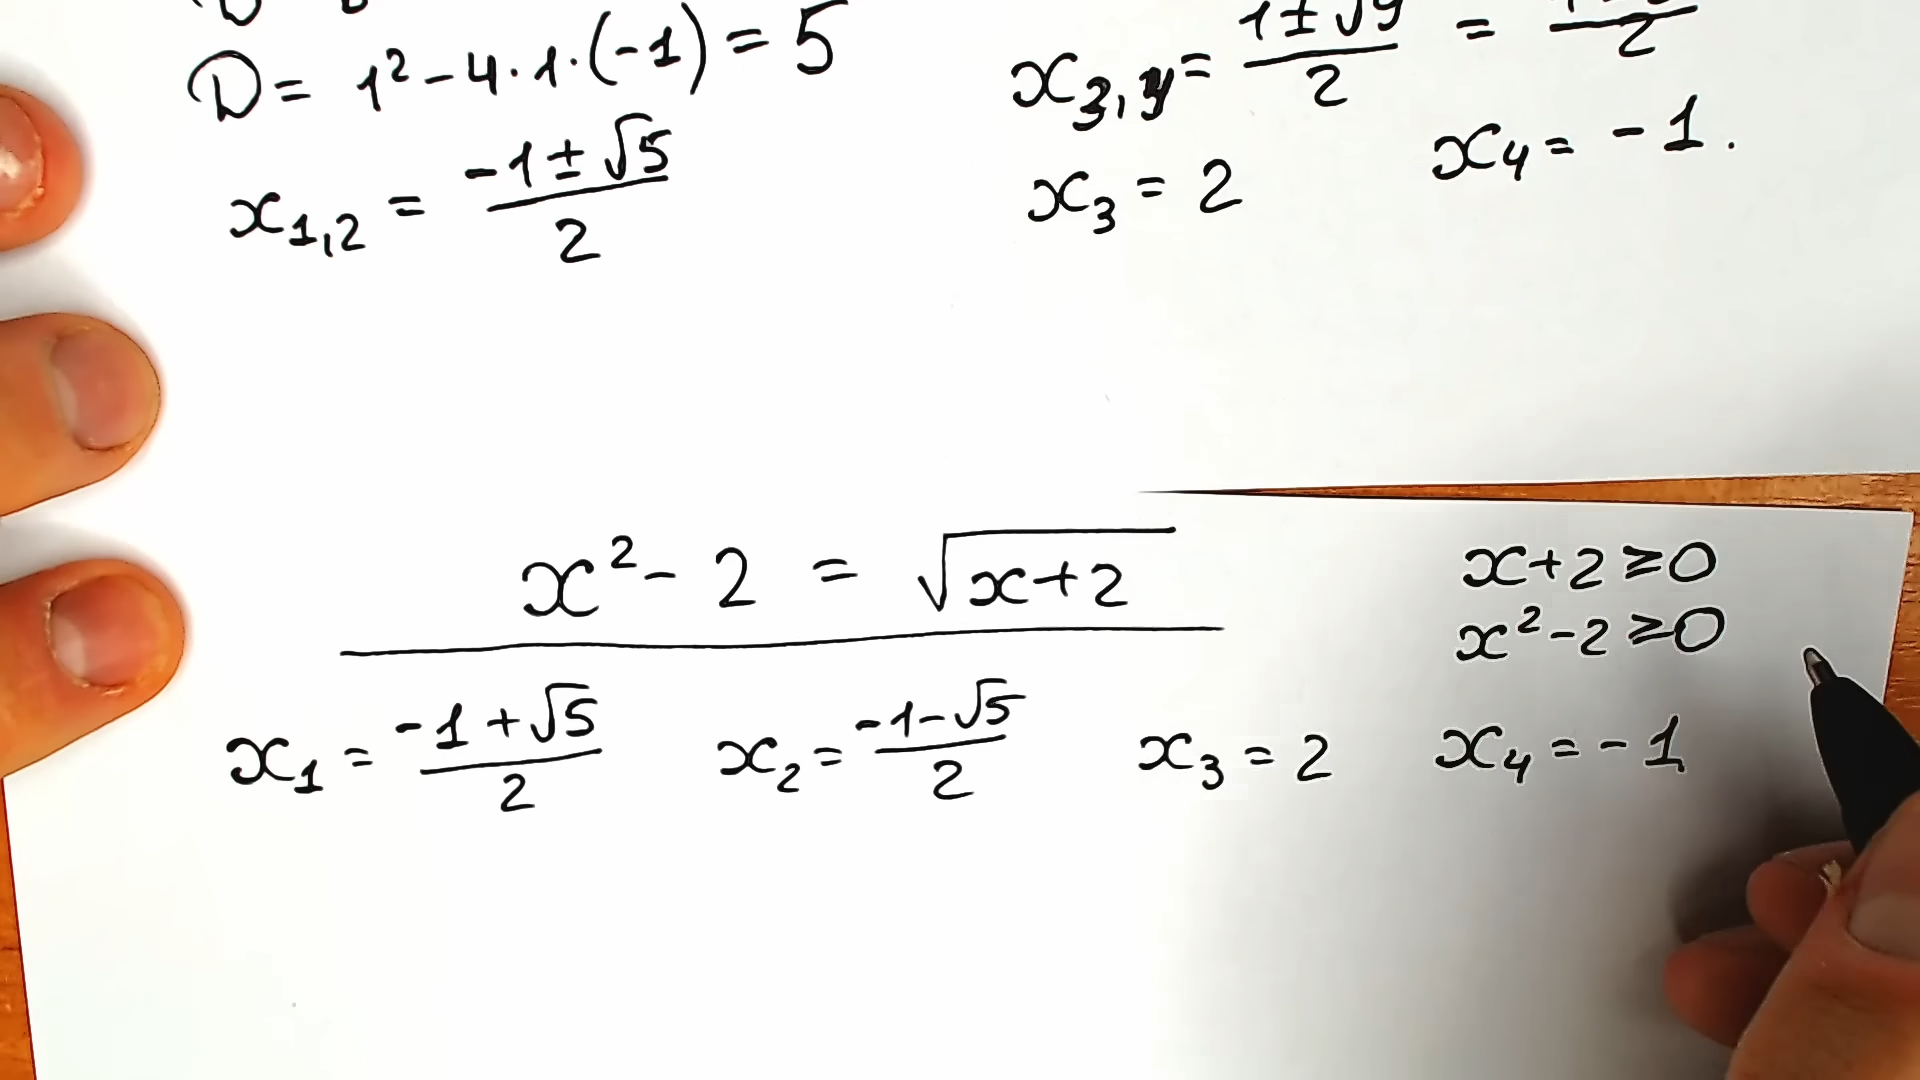 D = 1² - 4 · 1 · (-1) = 5
x₁,₂ = (-1 ± √5) / 2
x₃,₄ = (1 ± √9) / 2 = / 2
x₃ = 2
x₄ = -1.
x² - 2 = √(x+2)
x+2 ≥ 0
x² - 2 ≥ 0
x₁ = (-1 + √5) / 2
x₂ = (-1 - √5) / 2
x₃ = 2
x₄ = -1